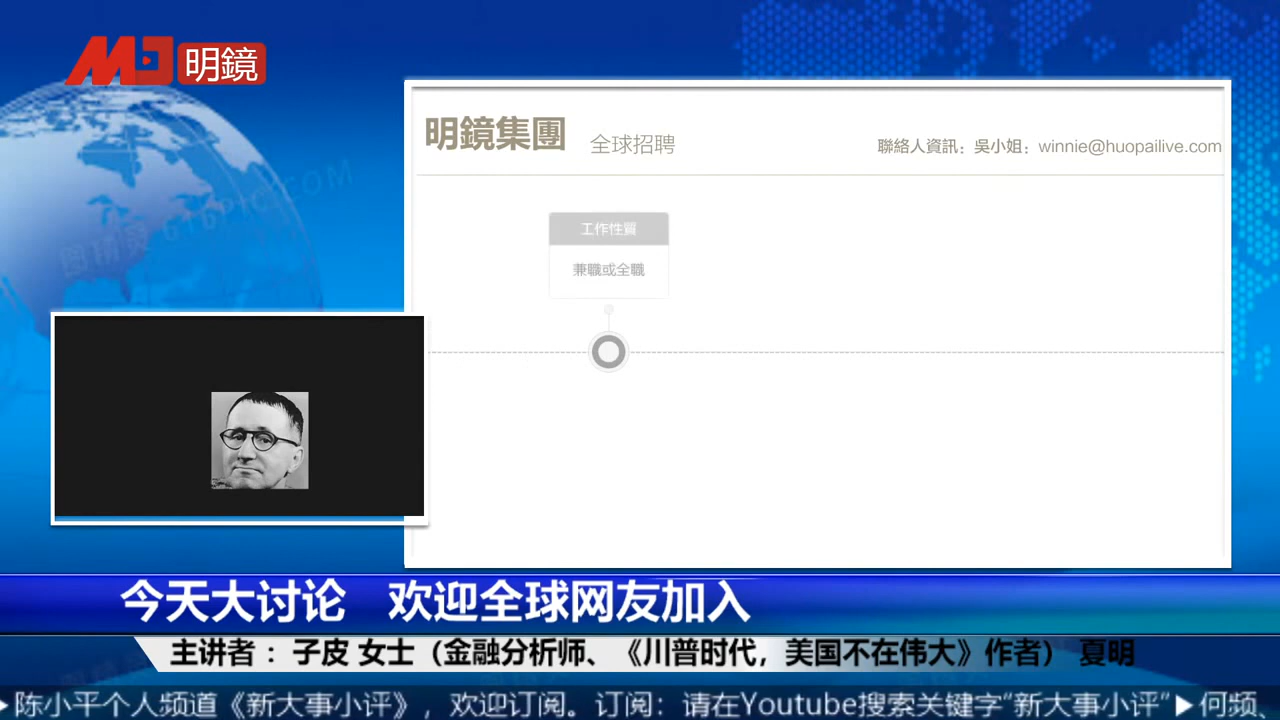 MJ 明鏡
明鏡集團 全球招聘 聯絡人資訊：吳小姐：winnie@huopailive.com
工作性質
兼職或全職
今天大讨论 欢迎全球网友加入
主讲者： 子皮 女士（金融分析师、《川普时代，美国不在伟大》作者） 夏明
▶陈小平个人频道《新大事小评》，欢迎订阅。订阅：请在Youtube搜索关键字“新大事小评”▶何频、